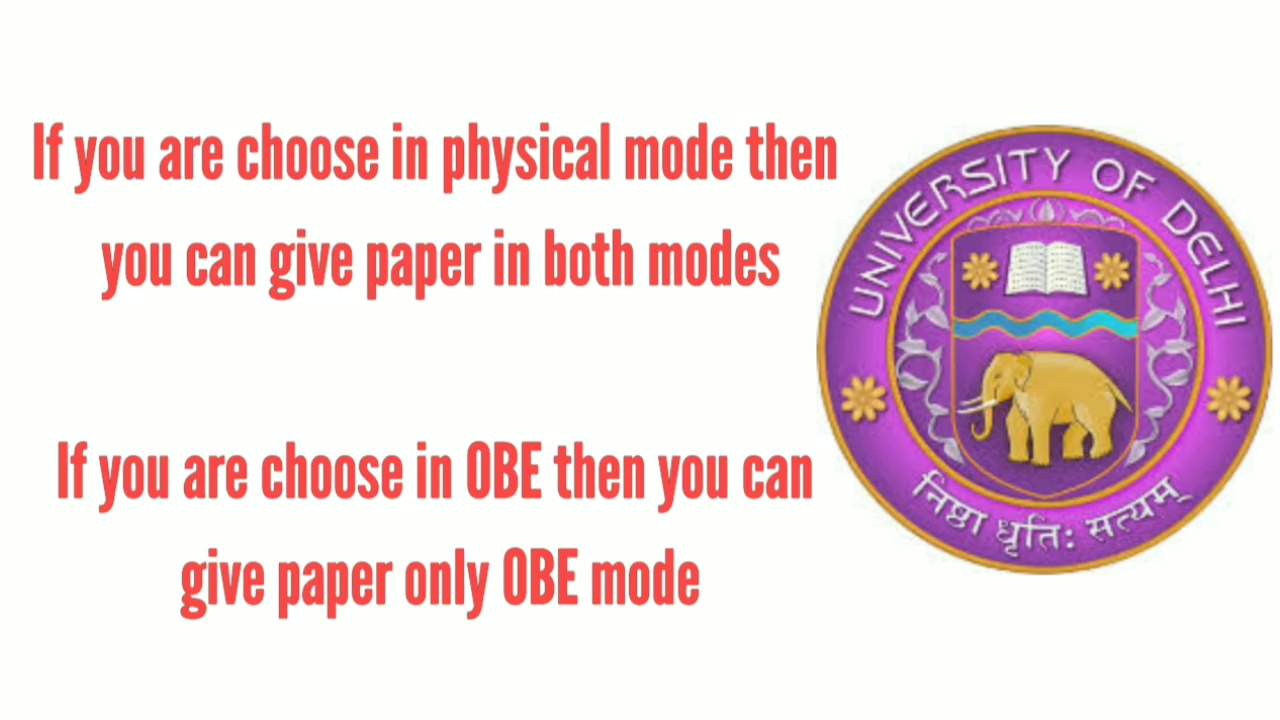 If you are choose in physical mode then
you can give paper in both modes
If you are choose in OBE then you can
give paper only OBE mode
UNIVERSITY OF DELHI
निष्ठा धृति: सत्यम्